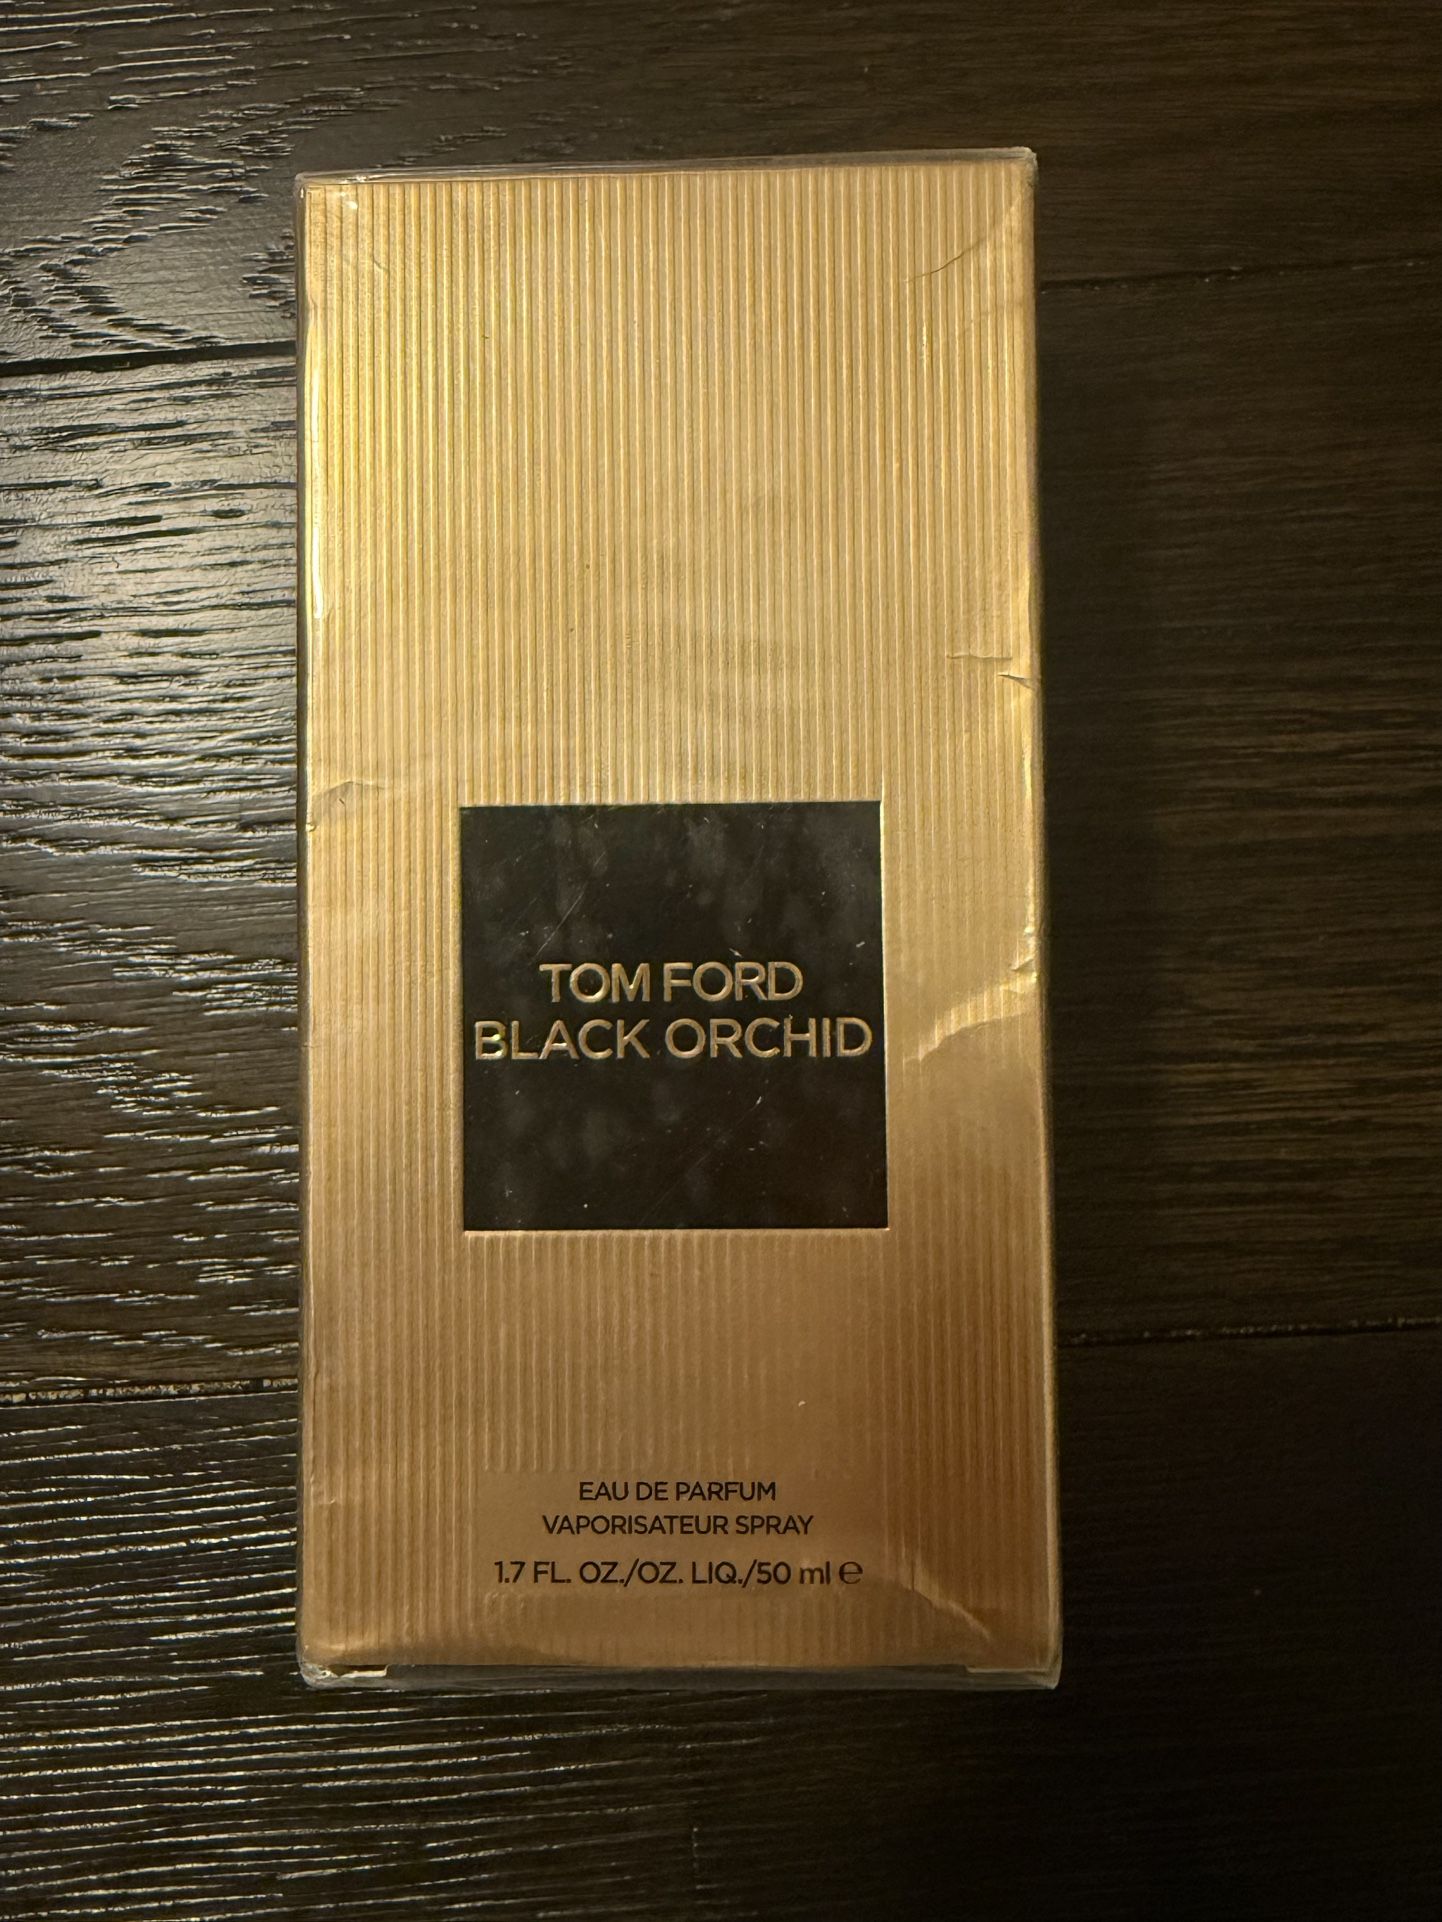 TOM FORD
BLACK ORCHID
EAU DE PARFUM
VAPORISATEUR SPRAY
1.7 FL. OZ./OZ. LIQ./50 ml ℮